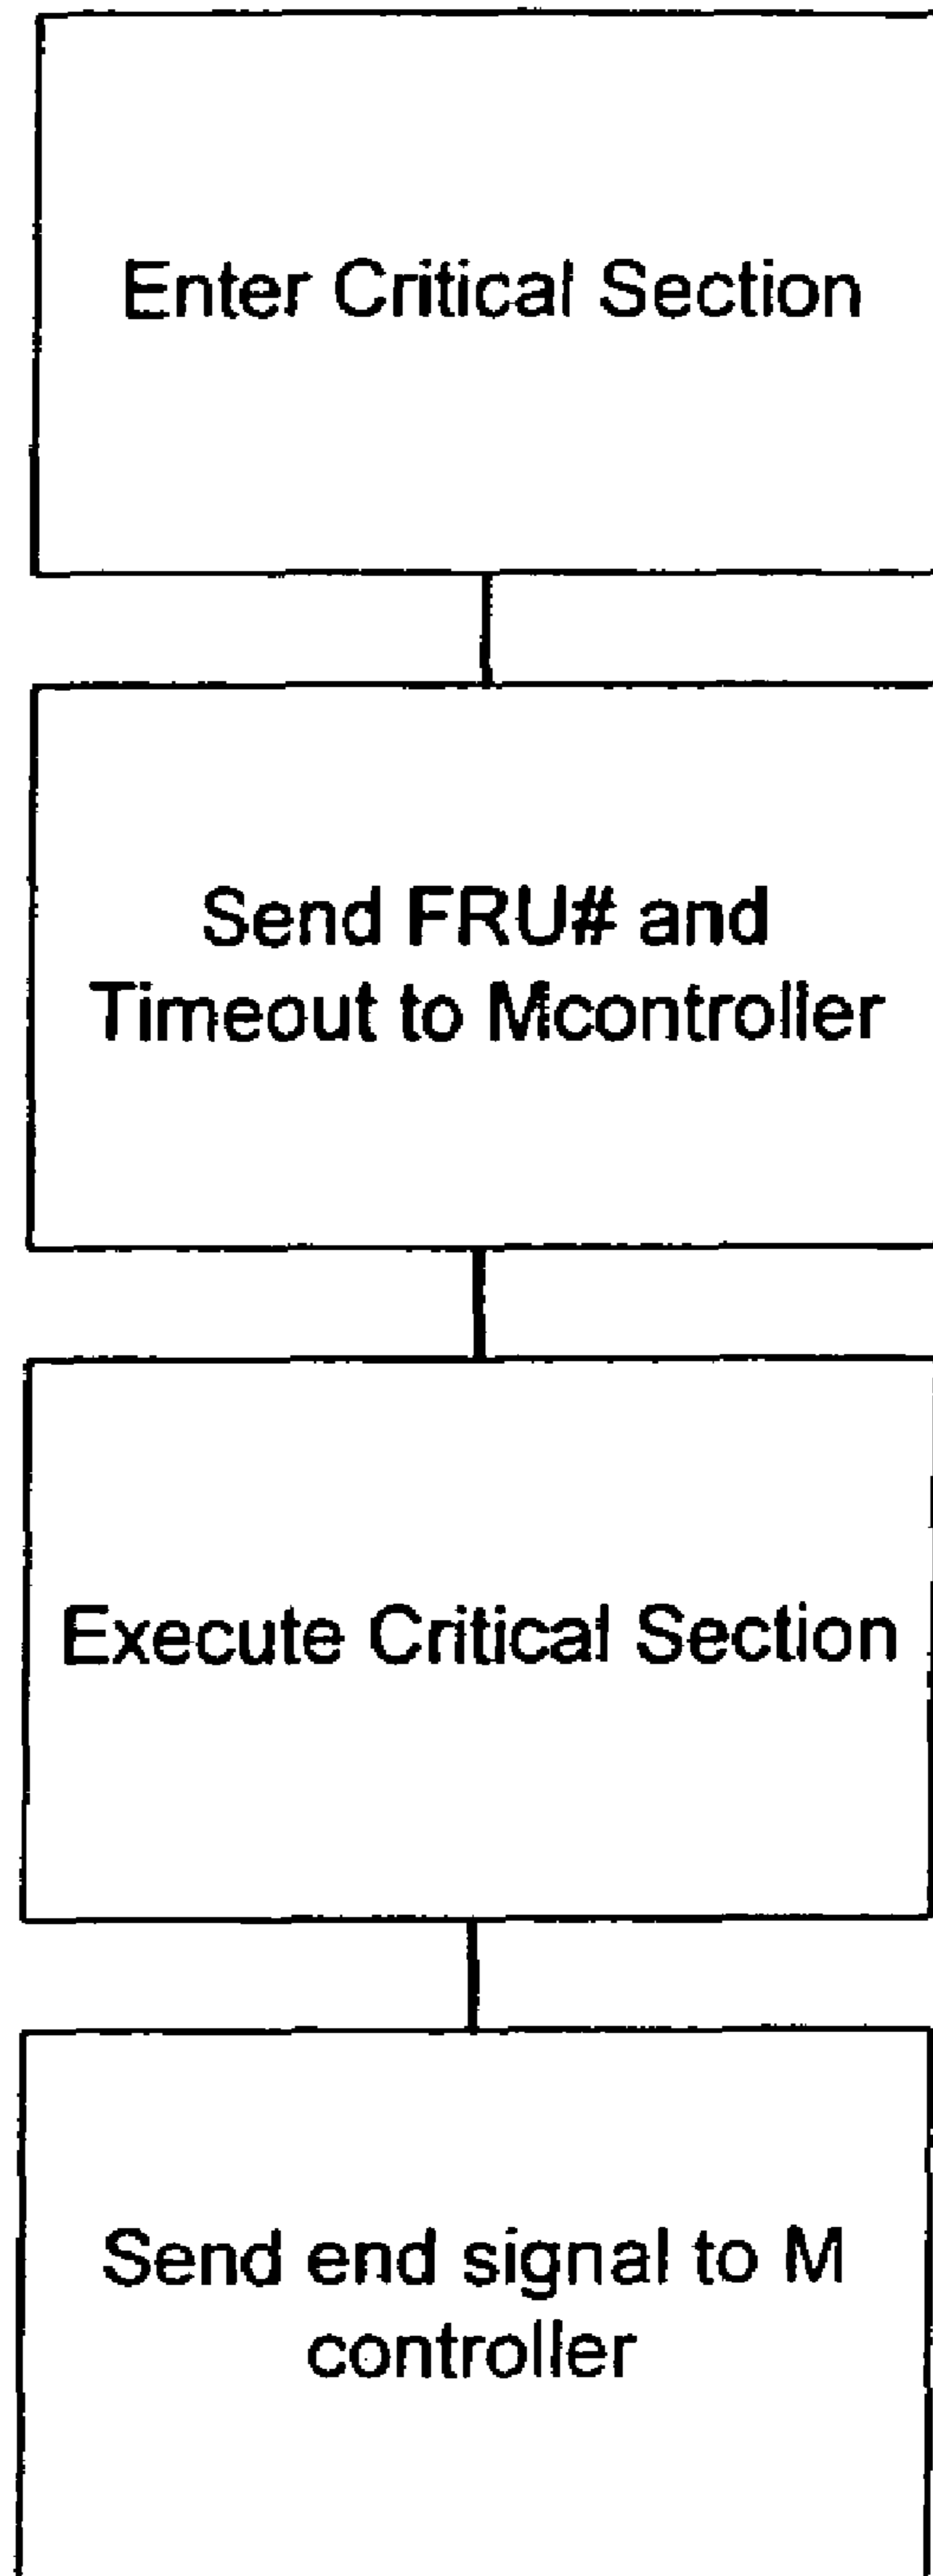 Enter Critical Section
Send FRU# and
Timeout to Mcontroller
Execute Critical Section
Send end signal to M
controller